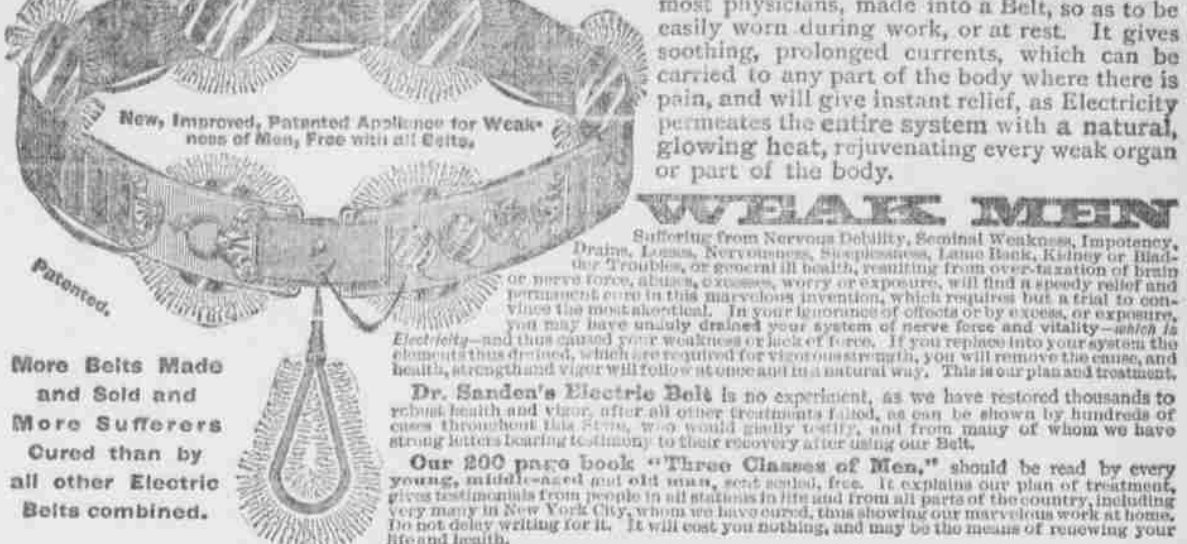 most physicians, made into a Belt, so as to be
easily worn during work, or at rest. It gives
soothing, prolonged currents, which can be
carried to any part of the body where there is
pain, and will give instant relief, as Electricity
permeates the entire system with a natural,
glowing heat, rejuvenating every weak organ
or part of the body.
New, Improved, Patented Appliance for Weak-
ness of Men, Free with all Belts.
Patented.
More Belts Made
and Sold and
More Sufferers
Cured than by
all other Electric
Belts combined.
WEAK MEN
Suffering from Nervous Debility, Seminal Weakness, Impotency,
Drains, Losses, Nervousness, Sleeplessness, Lame Back, Kidney or Blad-
der Troubles, or general ill health, resulting from over-taxation of brain
or nerve force, abuses, excesses, worry or exposure, will find a speedy relief and
permanent cure in this marvelous invention, which requires but a trial to con-
vince the most skeptical. In your ignorance of effects or by excess, or exposure,
you may have unduly drained your system of nerve force and vitality—which is
Electricity—and thus caused your weakness or lack of force. If you replace into your system the
elements thus drained, which are required for vigorous strength, you will remove the cause, and
health, strength and vigor will follow at once and in a natural way. This is our plan and treatment.
Dr. Sanden's Electric Belt is no experiment, as we have restored thousands to
robust health and vigor, after all other treatments failed, as can be shown by hundreds of
cases throughout this State, who would gladly testify, and from many of whom we have
strong letters bearing testimony to their recovery after using our Belt.
Our 200 page book "Three Classes of Men," should be read by every
young, middle-aged and old man, sent sealed, free. It explains our plan of treatment,
gives testimonials from people in all stations in life and from all parts of the country, including
very many in New York City, whom we have cured, thus showing our marvelous work at home.
Do not delay writing for it. It will cost you nothing, and may be the means of renewing your
life and health.